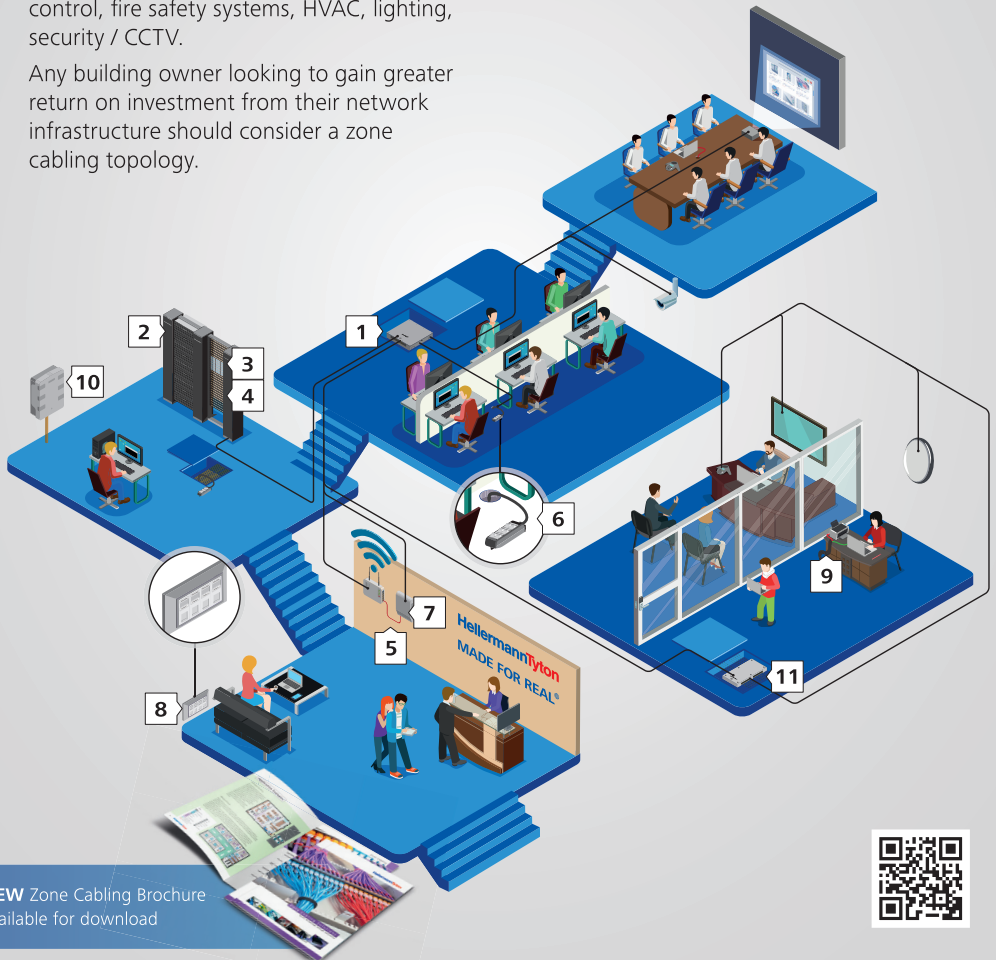 control, fire safety systems, HVAC, lighting,
security / CCTV.
Any building owner looking to gain greater
return on investment from their network
infrastructure should consider a zone
cabling topology.
1
2
3
4
10
6
9
7
5
HellermannTyton
MADE FOR REAL®
11
8
EW Zone Cabling Brochure
ailable for download